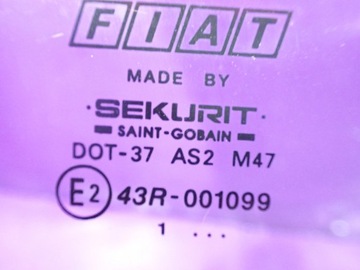 FIAT
MADE BY
·SEKURIT·
SAINT-GOBAIN
DOT-37 AS2 M47
E2 43R-001099
1 ...